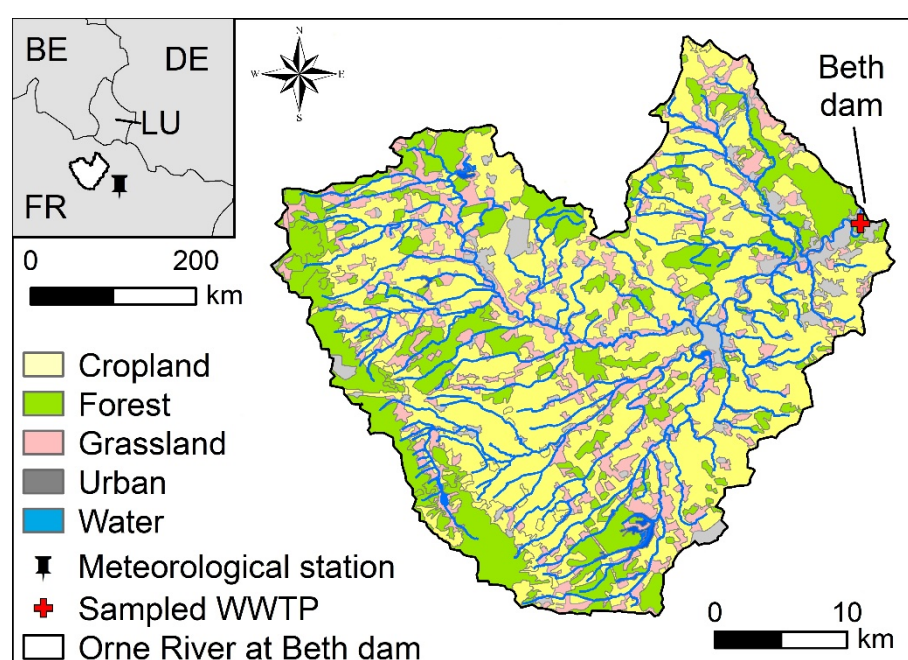 BE
DE
LU
FR
0 200
km
N
W E
S
Beth
dam
Cropland
Forest
Grassland
Urban
Water
Meteorological station
Sampled WWTP
Orne River at Beth dam
0 10
km